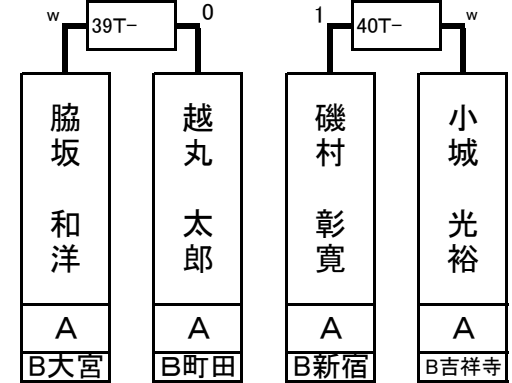 w 39T− 0 1 40T− w
脇坂 和洋
越丸 太郎
磯村 彰寛
小城 光裕
A A A A
B大宮 B町田 B新宿 B吉祥寺